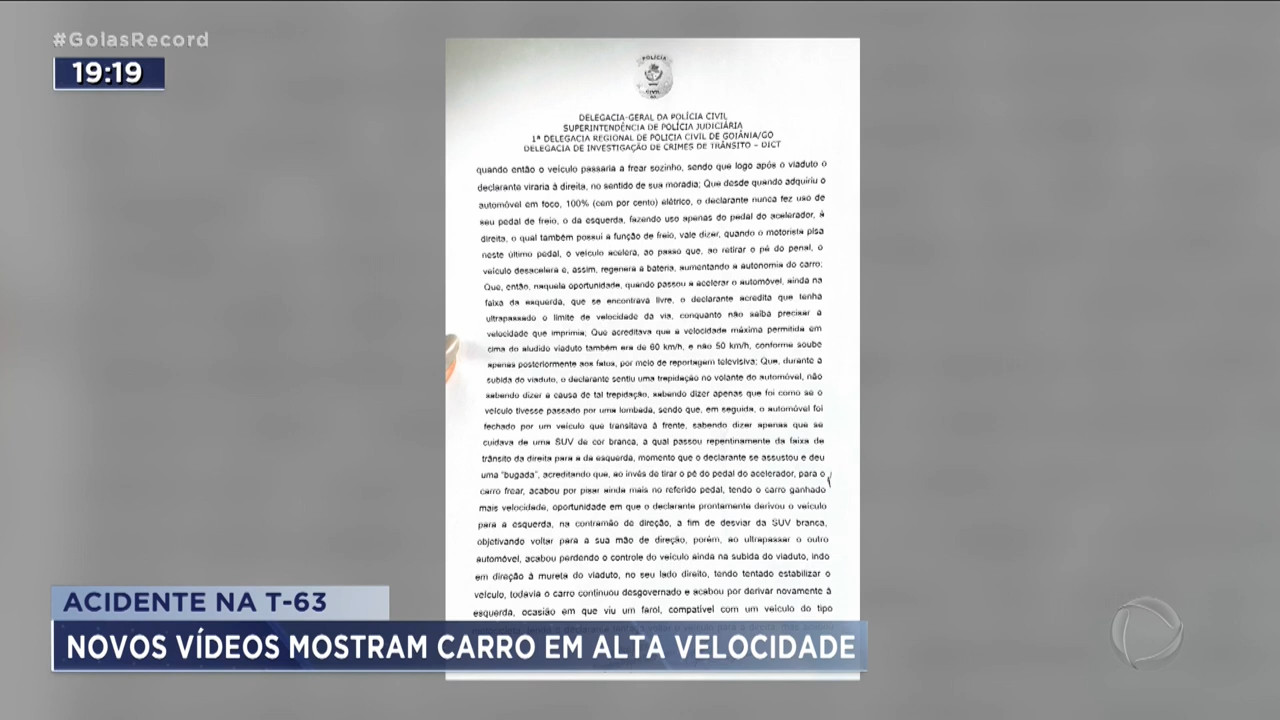 #GoiásRecord
19:19
POLÍCIA
CIVIL
GO
DELEGACIA-GERAL DA POLÍCIA CIVIL
SUPERINTENDÊNCIA DE POLÍCIA JUDICIÁRIA
1ª DELEGACIA REGIONAL DE POLICIA CIVIL DE GOIÂNIA/GO
DELEGACIA DE INVESTIGAÇÃO DE CRIMES DE TRÂNSITO – DICT
quando então o veículo passaria a frear sozinho, sendo que logo após o viaduto o
declarante viraria à direita, no sentido de sua moradia; Que desde quando adquiriu o
automóvel em foco, 100% (cem por cento) elétrico, o declarante nunca fez uso de
seu pedal de freio, o da esquerda, fazendo uso apenas do pedal do acelerador, à
direita, o qual também possui a função de freio, vale dizer, quando o motorista pisa
neste último pedal, o veículo acelera, ao passo que, ao retirar o pé do penal, o
veículo desacelera e, assim, regenera a bateria, aumentando a autonomia do carro;
Que, então, naquela oportunidade, quando passou a acelerar o automóvel, ainda na
faixa da esquerda, que se encontrava livre, o declarante acredita que tenha
ultrapassado o limite de velocidade da via, conquanto não saiba precisar a
velocidade que imprimia; Que acreditava que a velocidade máxima permitida em
cima do aludido viaduto também era de 60 km/h, e não 50 km/h, conforme soube
apenas posteriormente aos fatos, por meio de reportagem televisiva; Que, durante a
subida do viaduto, o declarante sentiu uma trepidação no volante do automóvel, não
sabendo dizer a causa de tal trepidação, sabendo dizer apenas que foi como se o
veículo tivesse passado por uma lombada, sendo que, em seguida, o automóvel foi
fechado por um veículo que transitava à frente, sabendo dizer apenas que se
cuidava de uma SUV de cor branca, a qual passou repentinamente da faixa de
trânsito da direita para a da esquerda, momento que o declarante se assustou e deu
uma "bugada", acreditando que, ao invés de tirar o pé do pedal do acelerador, para o
carro frear, acabou por pisar ainda mais no referido pedal, tendo o carro ganhado
mais velocidade, oportunidade em que o declarante prontamente derivou o veículo
para a esquerda, na contramão de direção, a fim de desviar da SUV branca,
objetivando voltar para a sua mão de direção, porém, ao ultrapassar o outro
automóvel, acabou perdendo o controle do veículo ainda na subida do viaduto, indo
em direção à mureta do viaduto, no seu lado direito, tendo tentado estabilizar o
veículo, todavia o carro continuou desgovernado e acabou por derivar novamente à
esquerda, ocasião em que viu um farol, compatível com um veículo do tipo
ACIDENTE NA T-63
NOVOS VÍDEOS MOSTRAM CARRO EM ALTA VELOCIDADE